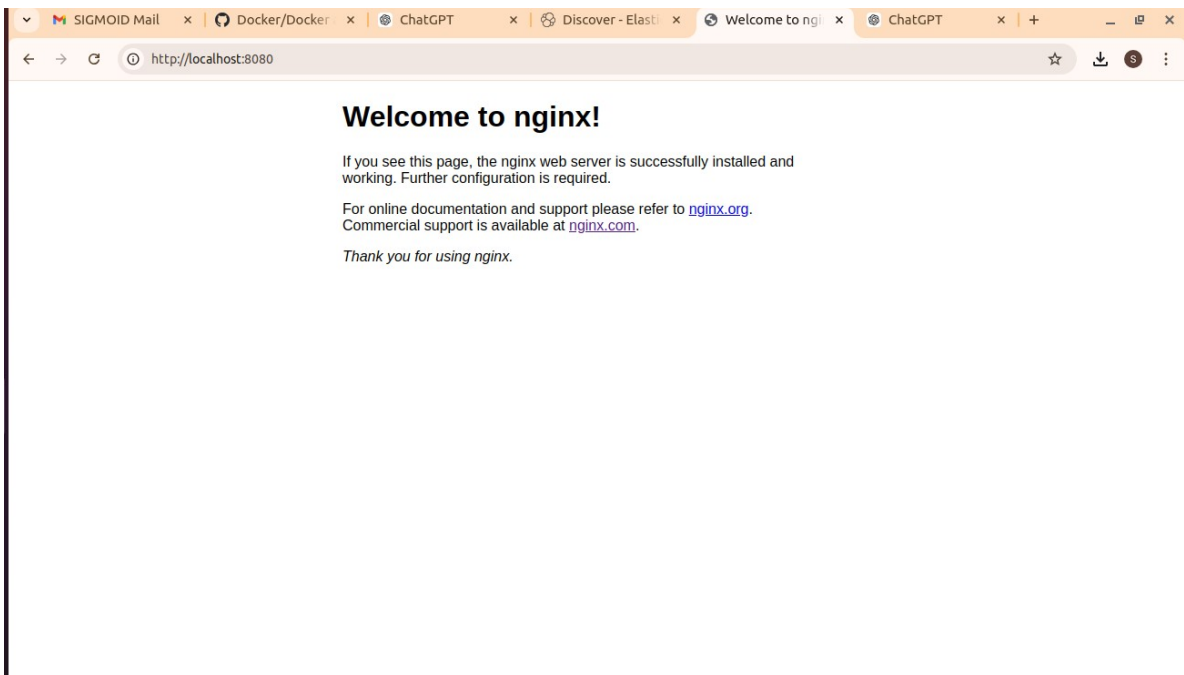 SIGMOID Mail
Docker/Docker
ChatGPT
Discover - Elasti
Welcome to ngi
ChatGPT
http://localhost:8080
S
Welcome to nginx!
If you see this page, the nginx web server is successfully installed and
working. Further configuration is required.
For online documentation and support please refer to nginx.org.
Commercial support is available at nginx.com.
Thank you for using nginx.